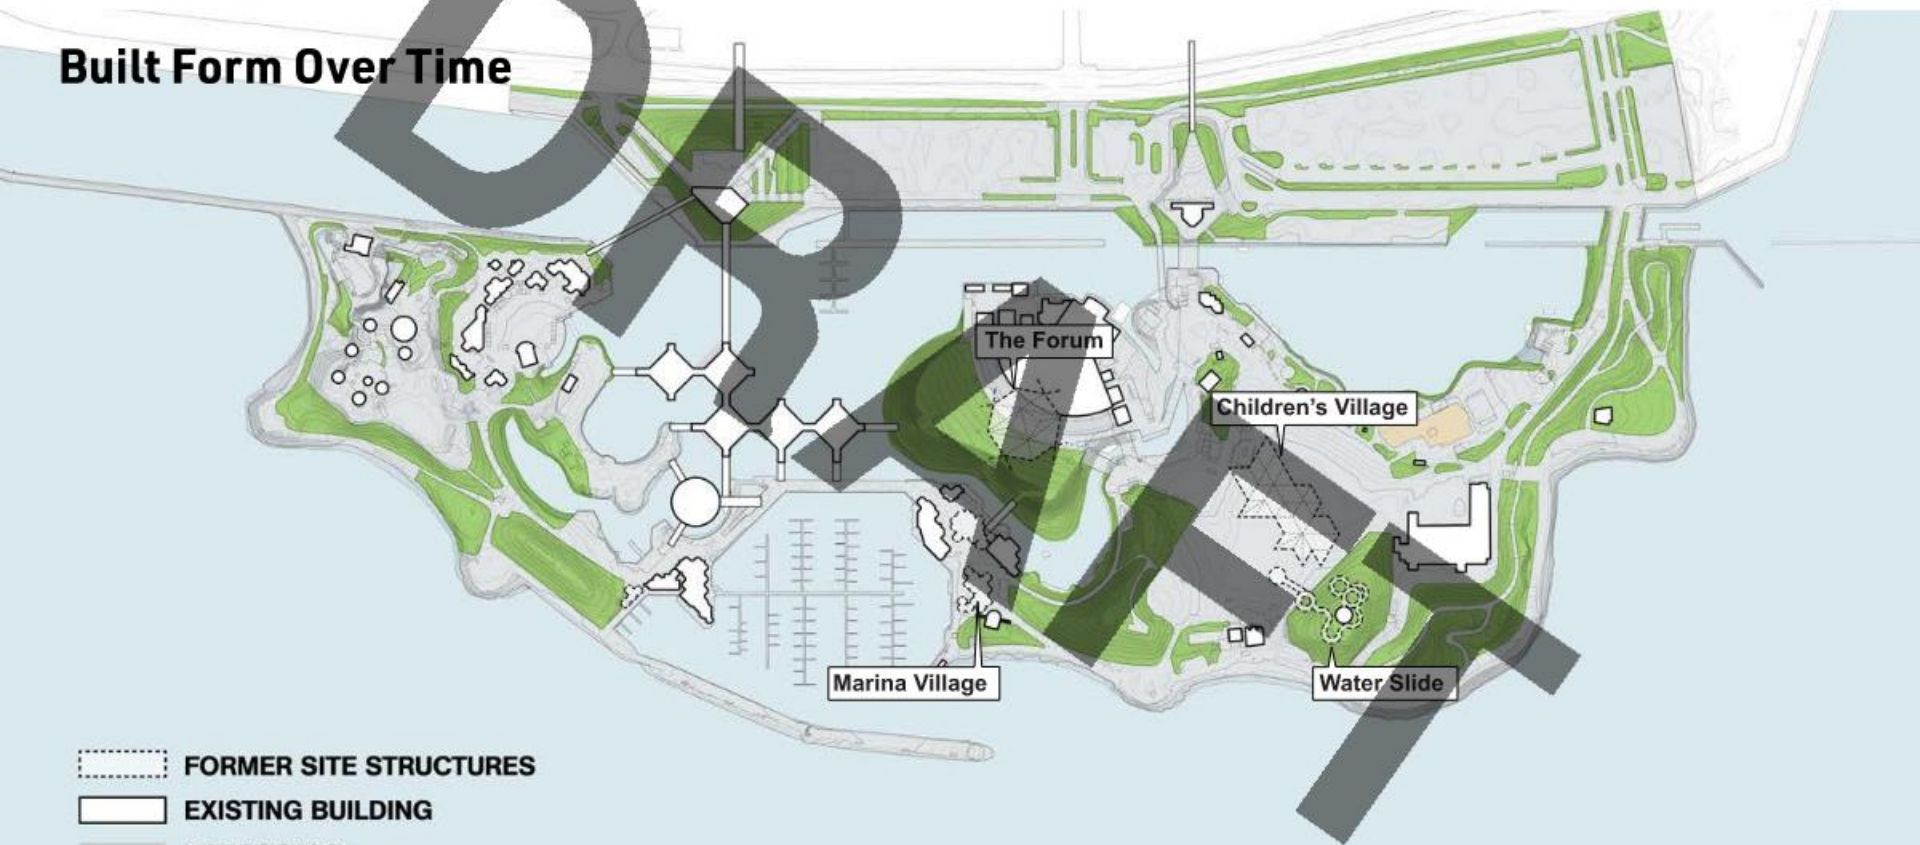 Built Form Over Time
DRAFT
The Forum
Children's Village
Marina Village
Water Slide
FORMER SITE STRUCTURES
EXISTING BUILDING